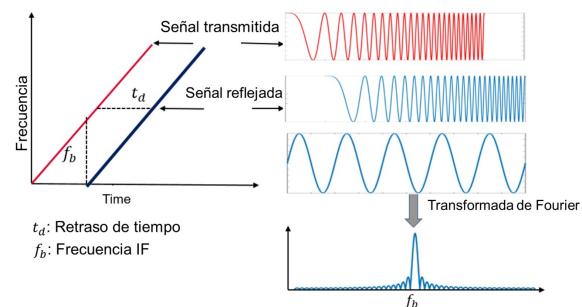 Señal transmitida
Frecuencia
t_d
Señal reflejada
f_b
Time
Transformada de Fourier
t_d: Retraso de tiempo
f_b: Frecuencia IF
f_b